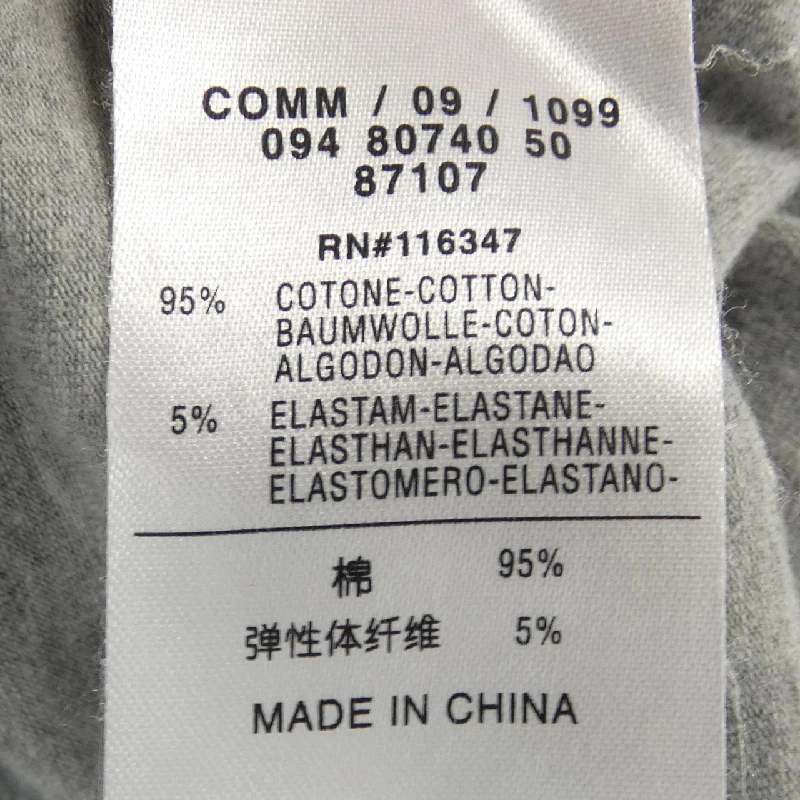 COMM / 09 / 1099
094 80740 50
87107
RN#116347
95% COTONE-COTTON-
BAUMWOLLE-COTON-
ALGODON-ALGODAO
5% ELASTAM-ELASTANE-
ELASTHAN-ELASTHANNE-
ELASTOMERO-ELASTANO-
棉 95%
弹性体纤维 5%
MADE IN CHINA